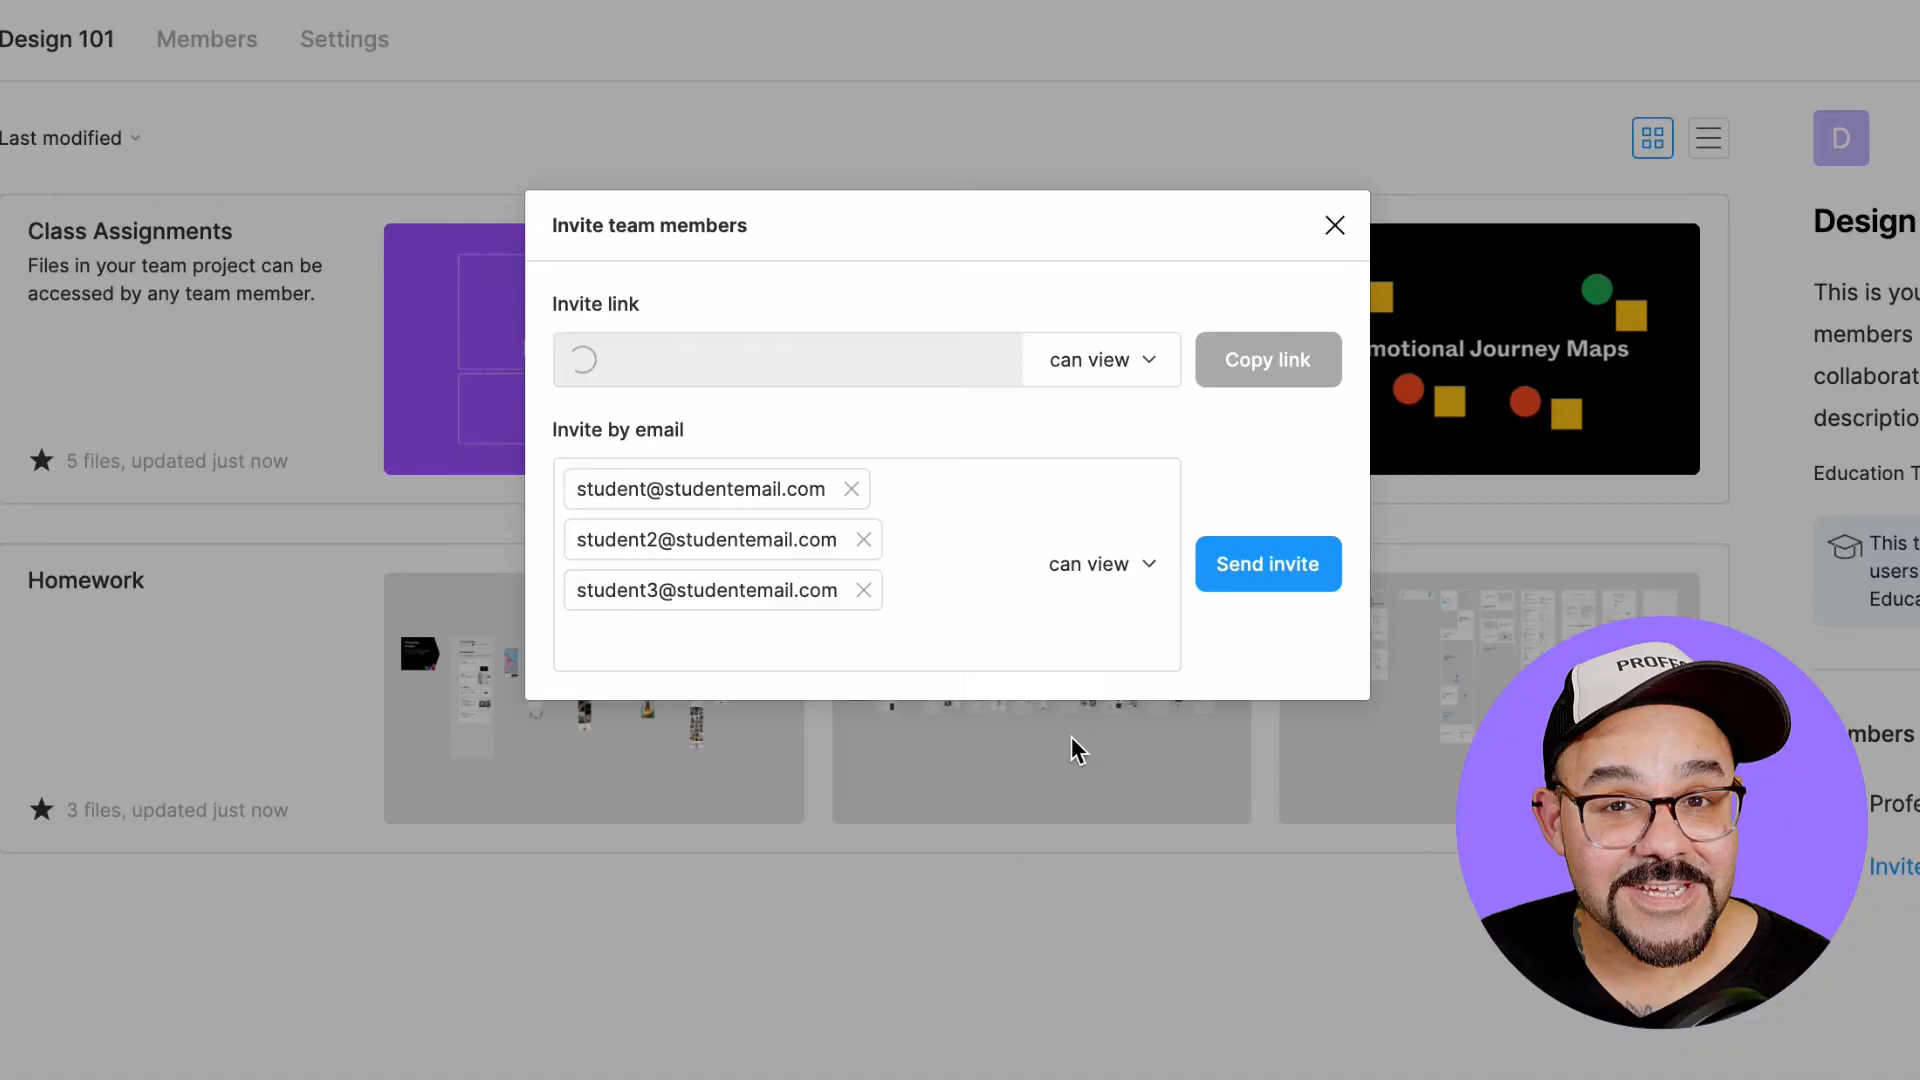 Design 101
Members
Settings
Last modified
D
Class Assignments
Files in your team project can be
accessed by any team member.
5 files, updated just now
Invite team members
Invite link
can view
Copy link
Invite by email
student@studentemail.com
student2@studentemail.com
student3@studentemail.com
can view
Send invite
motional Journey Maps
Homework
3 files, updated just now
Design
This is you
members
collaborat
descriptio
Education T
This t
users
Educa
mbers
Profe
Invite
PROFE